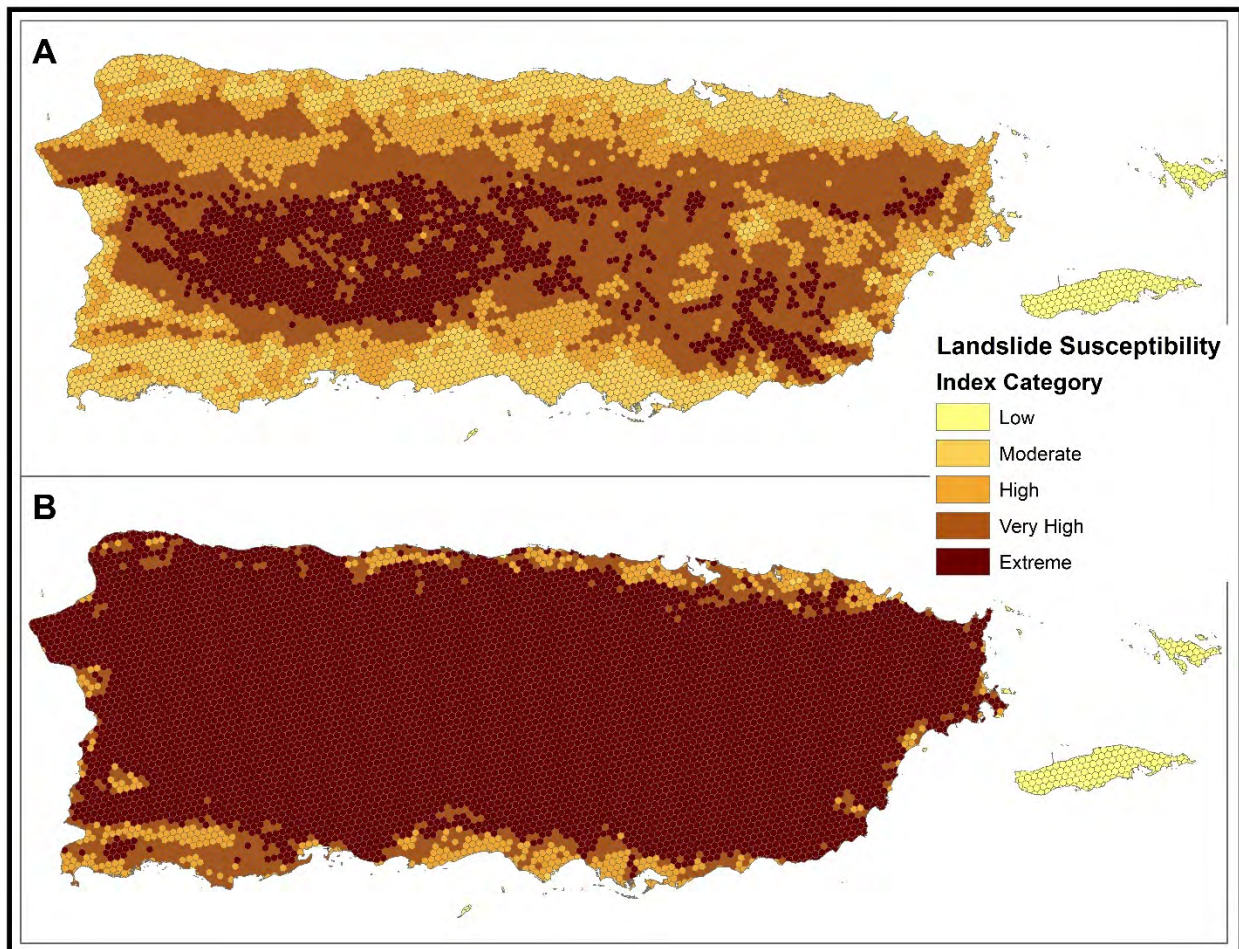 A
Landslide Susceptibility
Index Category
Low
Moderate
High
Very High
Extreme
B